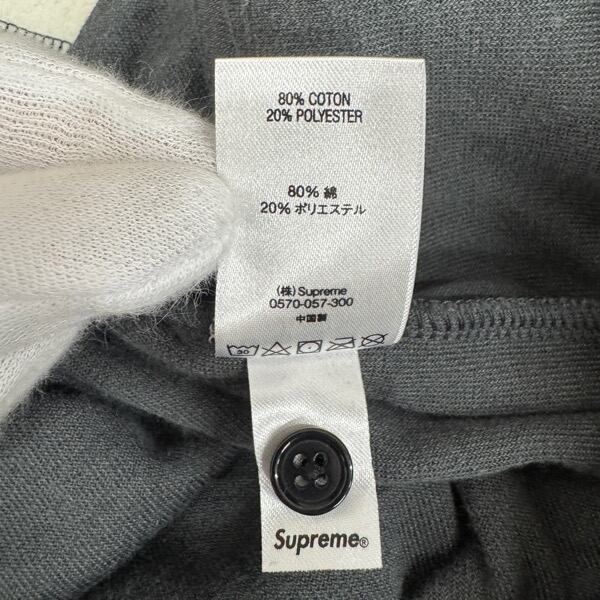 80% COTON
20% POLYESTER
80% 綿
20% ポリエステル
(株) Supreme
0570-057-300
中国製
30
Supreme®